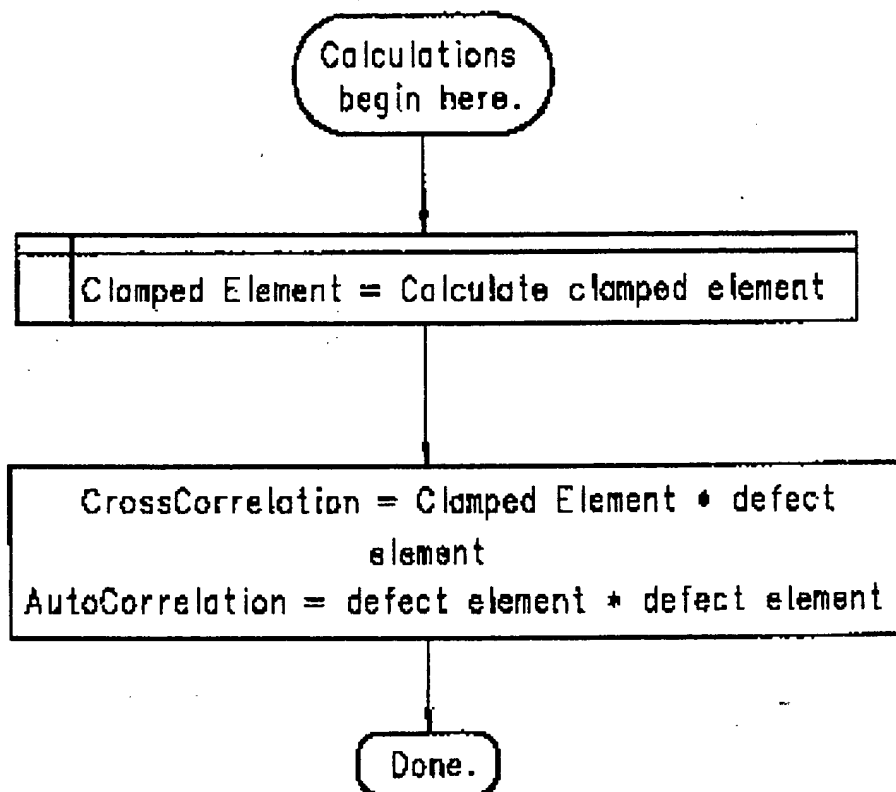 Calculations
begin here.
Clamped Element = Calculate clamped element
CrossCorrelation = Clamped Element * defect
element
AutoCorrelation = defect element * defect element
Done.